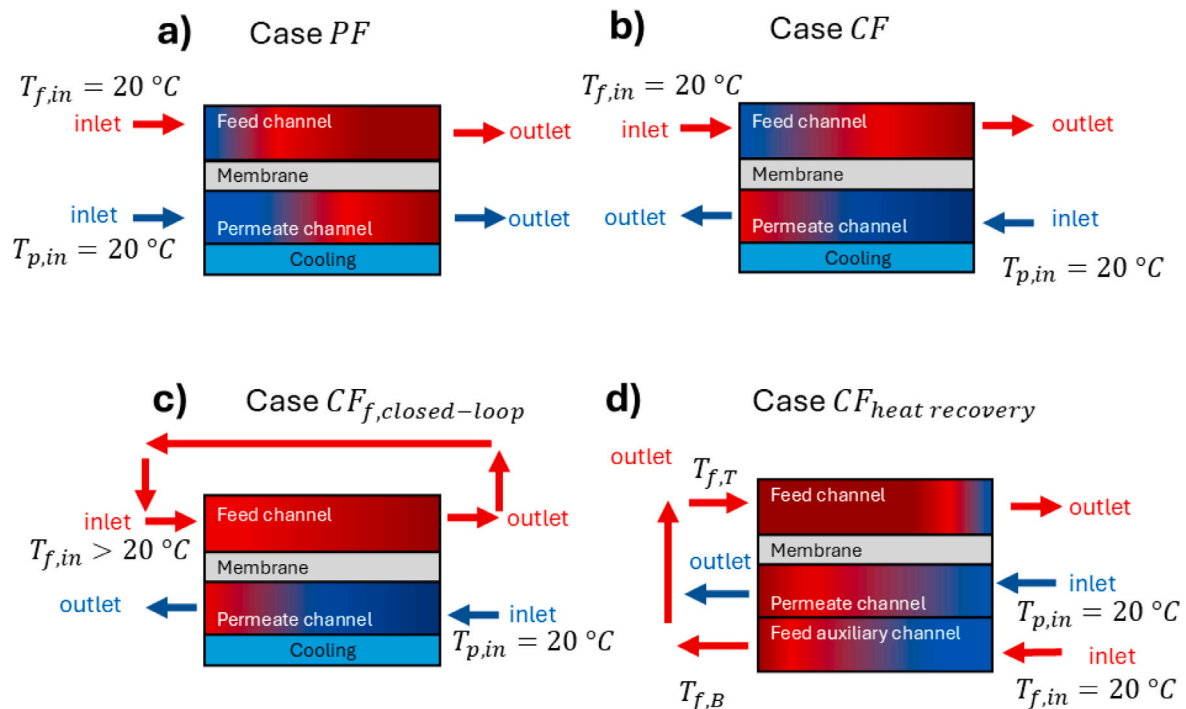 a) Case PF
T_{f,in} = 20 °C
inlet
Feed channel
outlet
Membrane
inlet
Permeate channel
outlet
T_{p,in} = 20 °C
Cooling
b) Case CF
T_{f,in} = 20 °C
inlet
Feed channel
outlet
Membrane
outlet
Permeate channel
inlet
Cooling
T_{p,in} = 20 °C
c) Case CF_{f,closed-loop}
inlet
Feed channel
outlet
T_{f,in} > 20 °C
Membrane
outlet
Permeate channel
inlet
Cooling
T_{p,in} = 20 °C
d) Case CF_{heat recovery}
outlet
T_{f,T}
Feed channel
outlet
Membrane
outlet
Permeate channel
inlet
T_{p,in} = 20 °C
Feed auxiliary channel
inlet
T_{f,B}
T_{f,in} = 20 °C